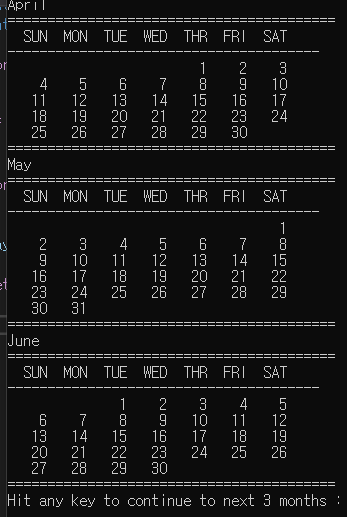 April
=========================================
SUN MON TUE WED THR FRI SAT
---------------------------------------
1 2 3
4 5 6 7 8 9 10
11 12 13 14 15 16 17
18 19 20 21 22 23 24
25 26 27 28 29 30
=========================================
May
=========================================
SUN MON TUE WED THR FRI SAT
---------------------------------------
1
2 3 4 5 6 7 8
9 10 11 12 13 14 15
16 17 18 19 20 21 22
23 24 25 26 27 28 29
30 31
=========================================
June
=========================================
SUN MON TUE WED THR FRI SAT
---------------------------------------
1 2 3 4 5
6 7 8 9 10 11 12
13 14 15 16 17 18 19
20 21 22 23 24 25 26
27 28 29 30
=========================================
Hit any key to continue to next 3 months :